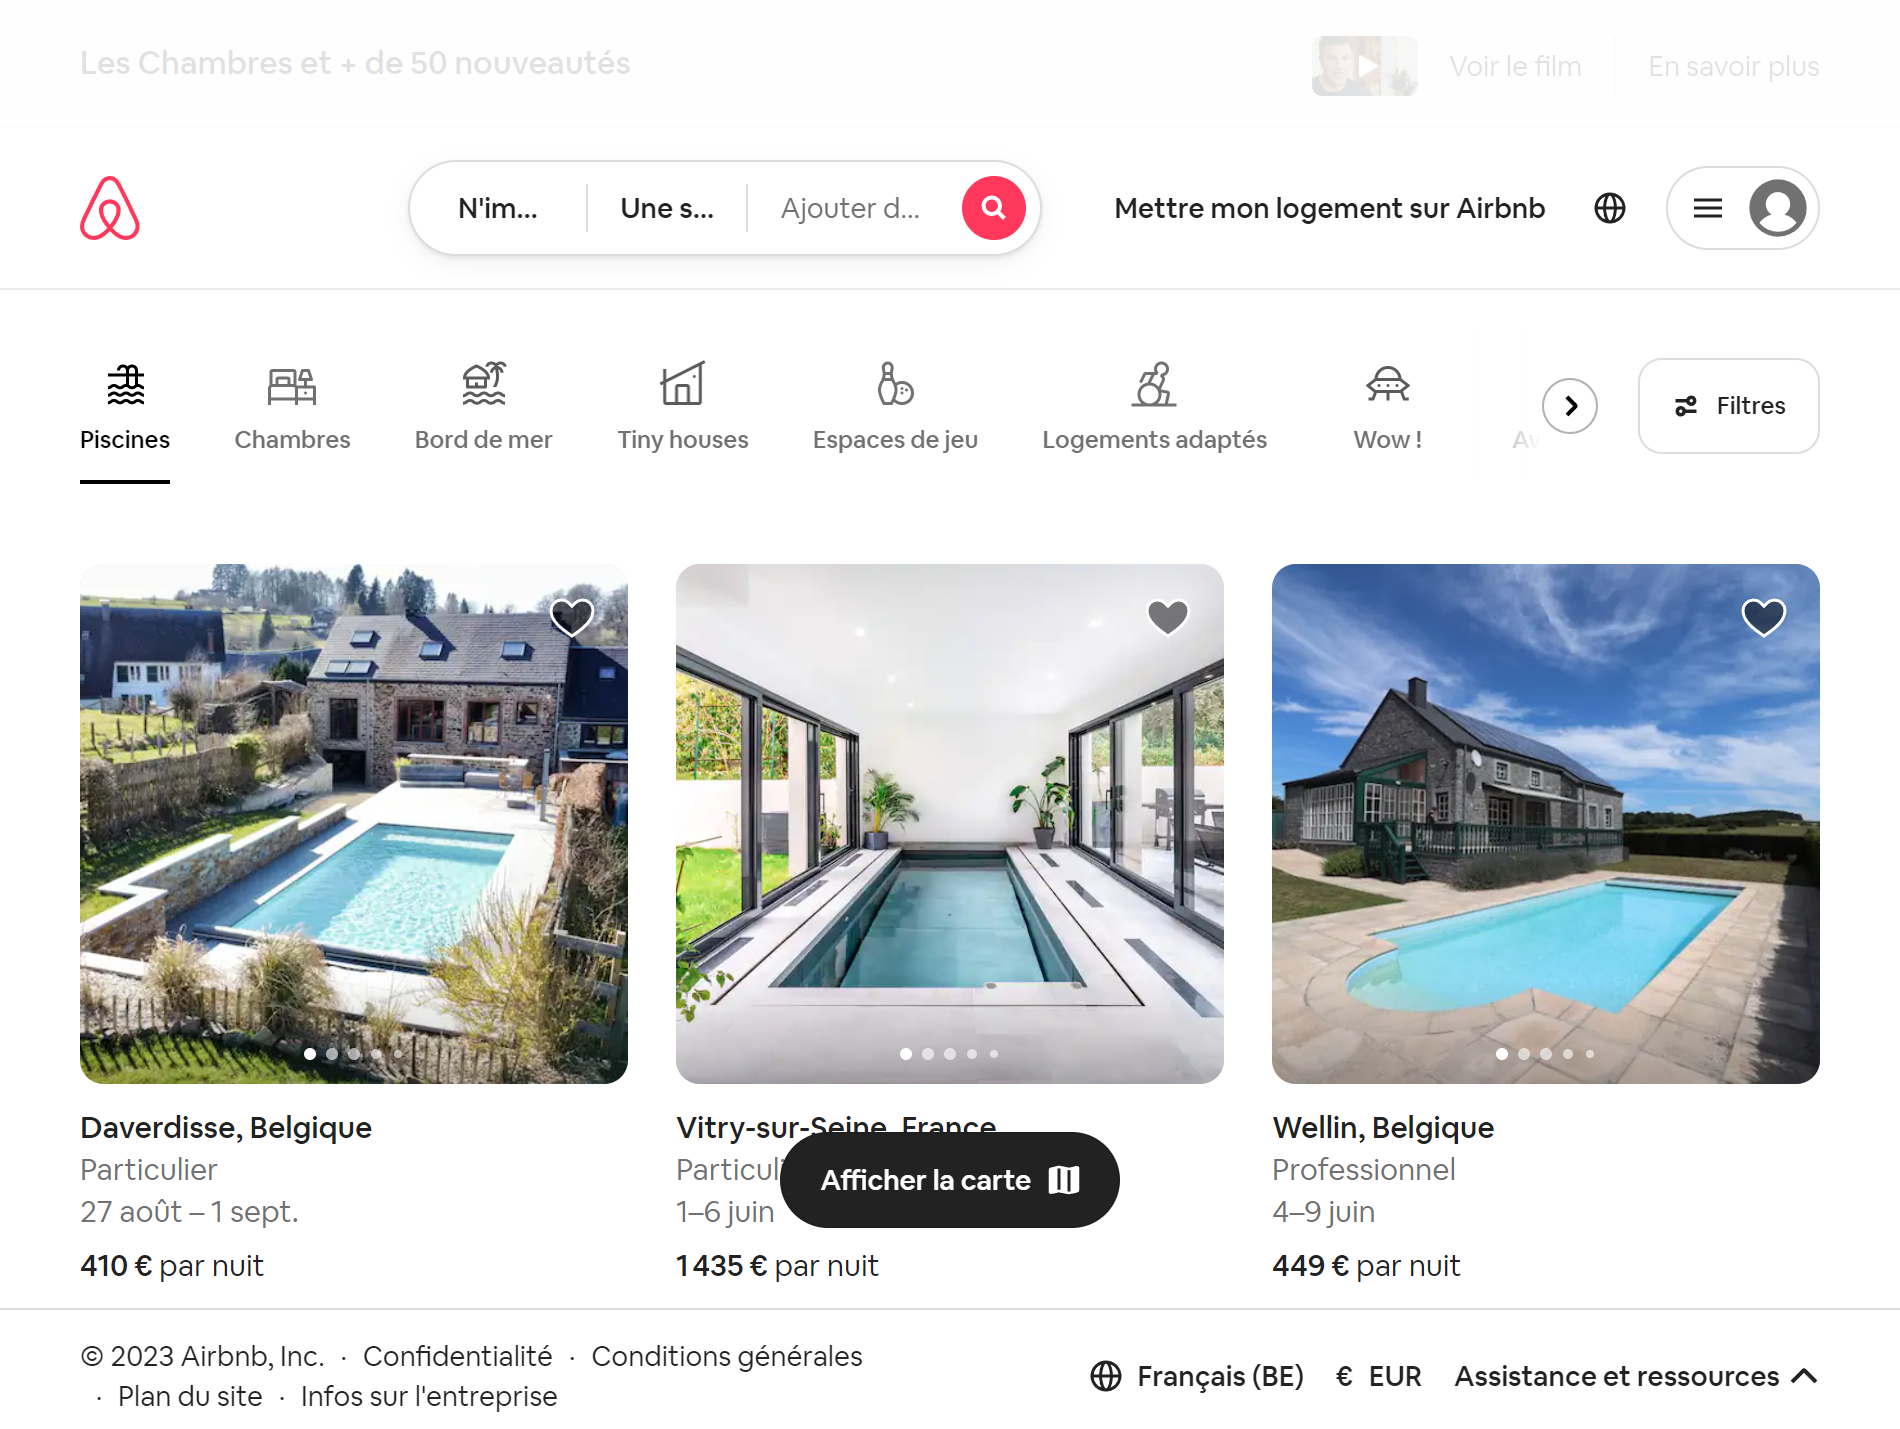 Les Chambres et + de 50 nouveautés
Voir le film
En savoir plus
N'im...
Une s...
Ajouter d...
Mettre mon logement sur Airbnb
Piscines
Chambres
Bord de mer
Tiny houses
Espaces de jeu
Logements adaptés
Wow !
Filtres
Daverdisse, Belgique
Particulier
27 août – 1 sept.
410 € par nuit
Vitry-sur-Seine, France
1–6 juin
1 435 € par nuit
Afficher la carte
Wellin, Belgique
Professionnel
4–9 juin
449 € par nuit
© 2023 Airbnb, Inc. · Confidentialité · Conditions générales
· Plan du site · Infos sur l'entreprise
Français (BE)
€ EUR
Assistance et ressources